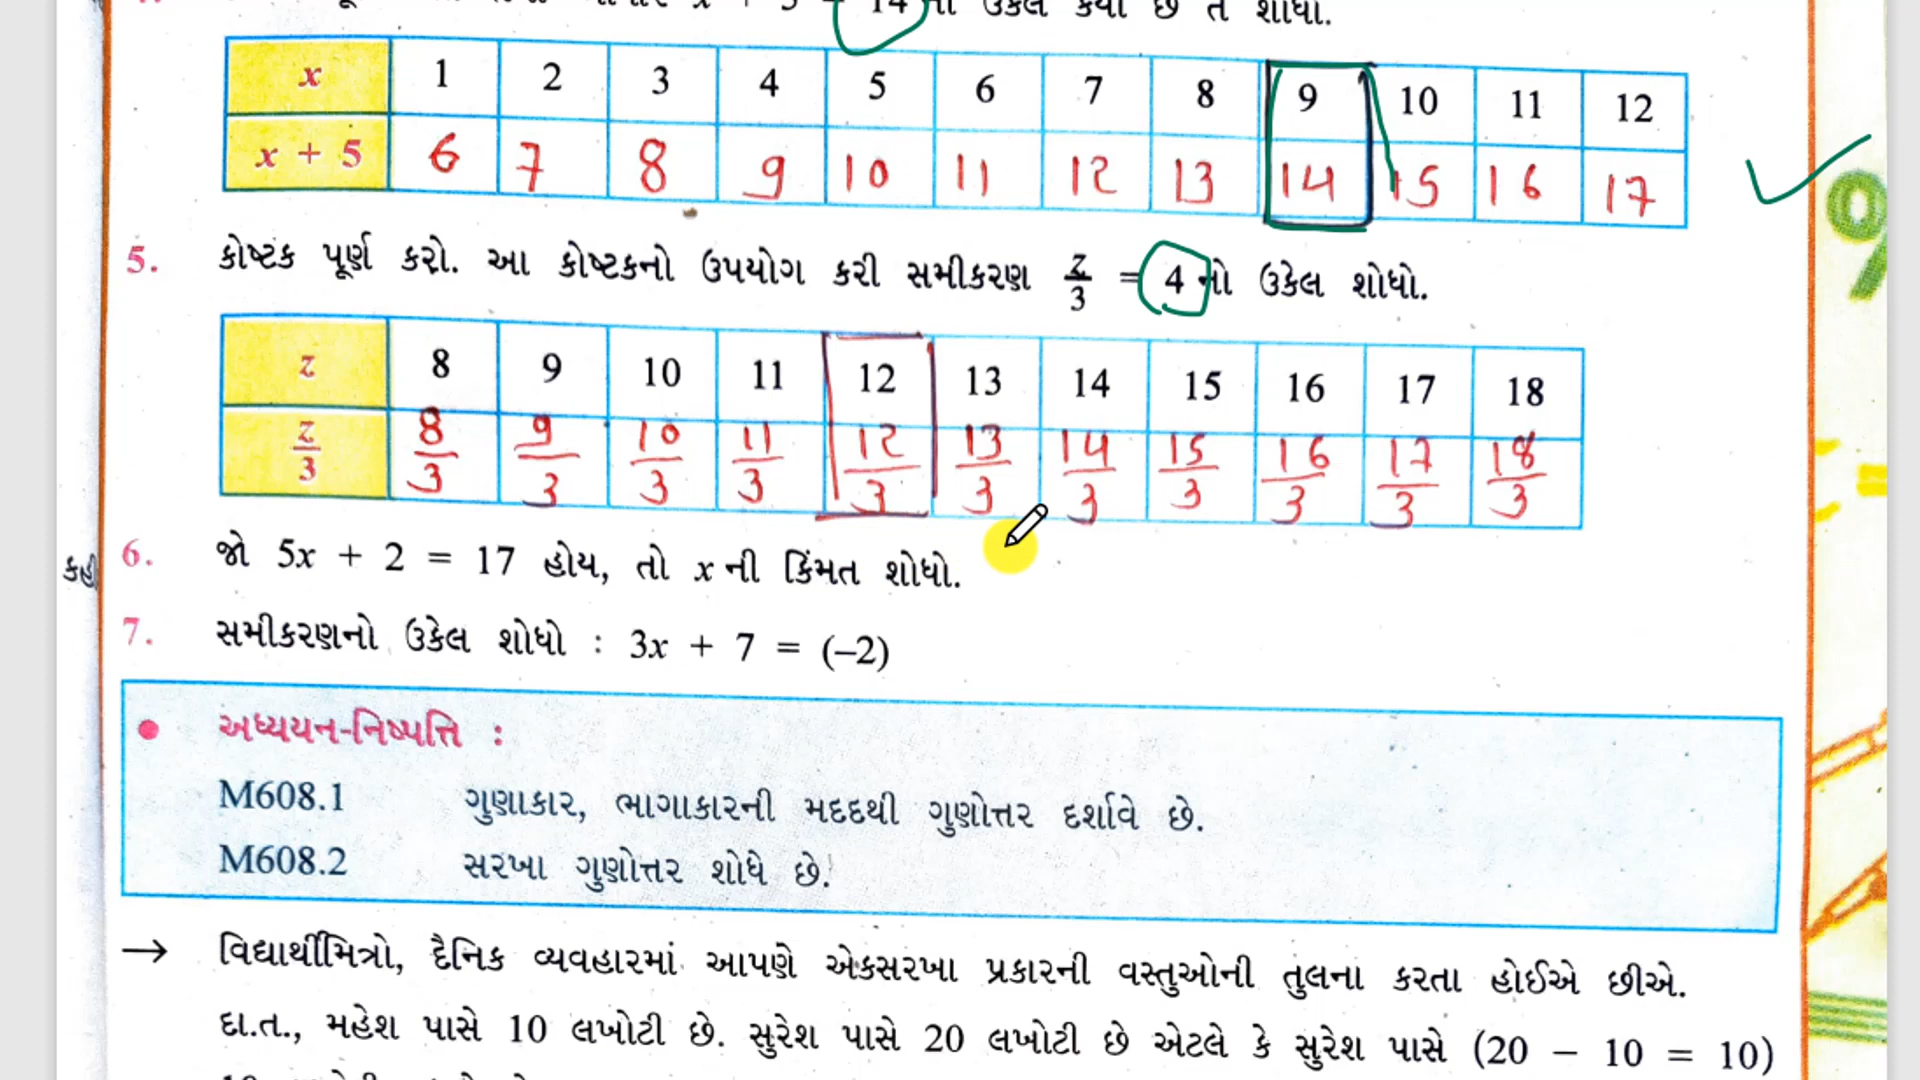 x + 5 = 14 નો ઉકેલ કયો છે તે શોધો.
x 1 2 3 4 5 6 7 8 9 10 11 12
x + 5 6 7 8 9 10 11 12 13 14 15 16 17
5. કોષ્ટક પૂર્ણ કરો. આ કોષ્ટકનો ઉપયોગ કરી સમીકરણ z/3 = 4 નો ઉકેલ શોધો.
z 8 9 10 11 12 13 14 15 16 17 18
z/3 8/3 9/3 10/3 11/3 12/3 13/3 14/3 15/3 16/3 17/3 18/3
6. જો 5x + 2 = 17 હોય, તો x ની કિંમત શોધો.
7. સમીકરણનો ઉકેલ શોધો : 3x + 7 = (–2)
• અધ્યયન-નિષ્પત્તિ :
M608.1 ગુણાકાર, ભાગાકારની મદદથી ગુણોત્તર દર્શાવે છે.
M608.2 સરખા ગુણોત્તર શોધે છે.
→ વિદ્યાર્થીમિત્રો, દૈનિક વ્યવહારમાં આપણે એકસરખા પ્રકારની વસ્તુઓની તુલના કરતા હોઈએ છીએ.
દા.ત., મહેશ પાસે 10 લખોટી છે. સુરેશ પાસે 20 લખોટી છે એટલે કે સુરેશ પાસે (20 – 10 = 10)